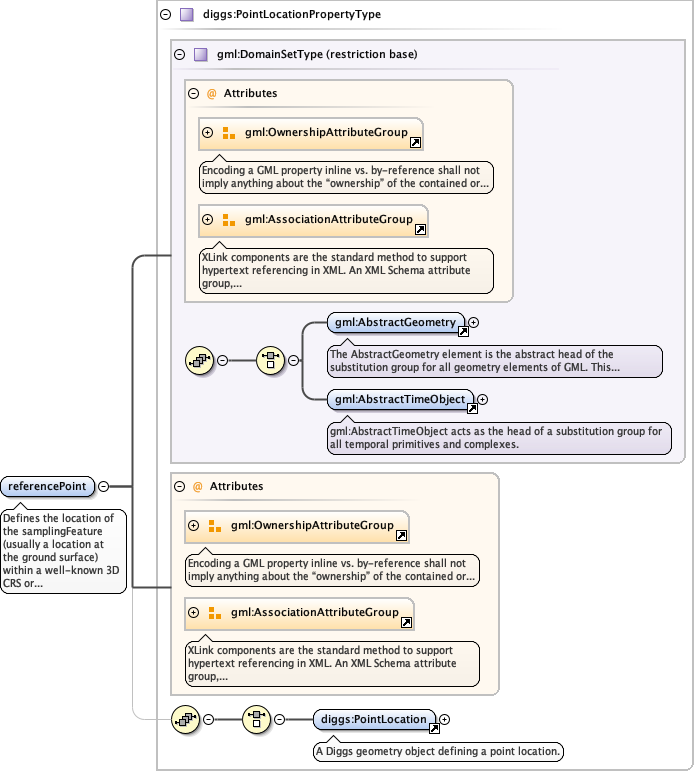 diggs:PointLocationPropertyType
gml:DomainSetType (restriction base)
@ Attributes
gml:OwnershipAttributeGroup
Encoding a GML property inline vs. by-reference shall not
imply anything about the “ownership” of the contained or...
gml:AssociationAttributeGroup
XLink components are the standard method to support
hypertext referencing in XML. An XML Schema attribute
group,...
gml:AbstractGeometry
The AbstractGeometry element is the abstract head of the
substitution group for all geometry elements of GML. This...
gml:AbstractTimeObject
gml:AbstractTimeObject acts as the head of a substitution group for
all temporal primitives and complexes.
referencePoint
Defines the location of
the samplingFeature
(usually a location at
the ground surface)
within a well-known 3D
CRS or...
@ Attributes
gml:OwnershipAttributeGroup
Encoding a GML property inline vs. by-reference shall not
imply anything about the “ownership” of the contained or...
gml:AssociationAttributeGroup
XLink components are the standard method to support
hypertext referencing in XML. An XML Schema attribute
group,...
diggs:PointLocation
A Diggs geometry object defining a point location.